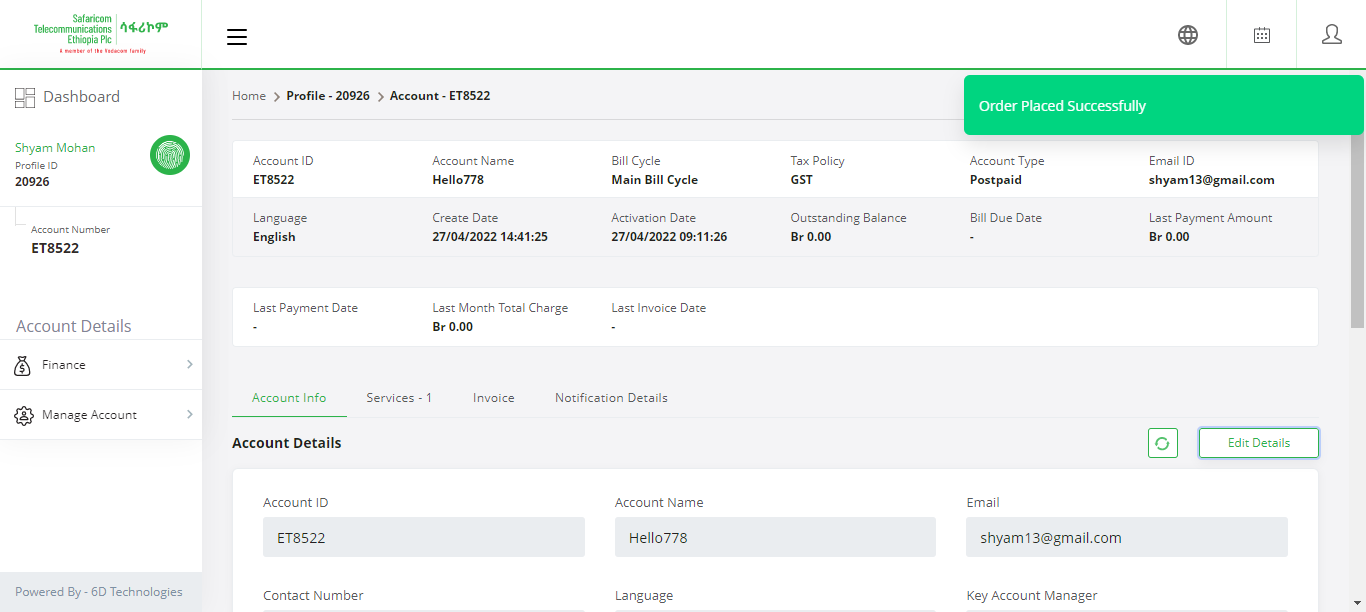 Safaricom
Telecommunications
Ethiopia Plc
ሳፋሪኮም
A member of the Vodacom family
Order Placed Successfully
Dashboard
Home > Profile - 20926 > Account - ET8522
Shyam Mohan
Profile ID
20926
Account Number
ET8522
Account Details
Finance
Manage Account
Powered By - 6D Technologies
Account ID Account Name Bill Cycle Tax Policy Account Type Email ID
ET8522 Hello778 Main Bill Cycle GST Postpaid shyam13@gmail.com
Language Create Date Activation Date Outstanding Balance Bill Due Date Last Payment Amount
English 27/04/2022 14:41:25 27/04/2022 09:11:26 Br 0.00 - Br 0.00
Last Payment Date Last Month Total Charge Last Invoice Date
- Br 0.00 -
Account Info Services - 1 Invoice Notification Details
Account Details Edit Details
Account ID Account Name Email
ET8522 Hello778 shyam13@gmail.com
Contact Number Language Key Account Manager